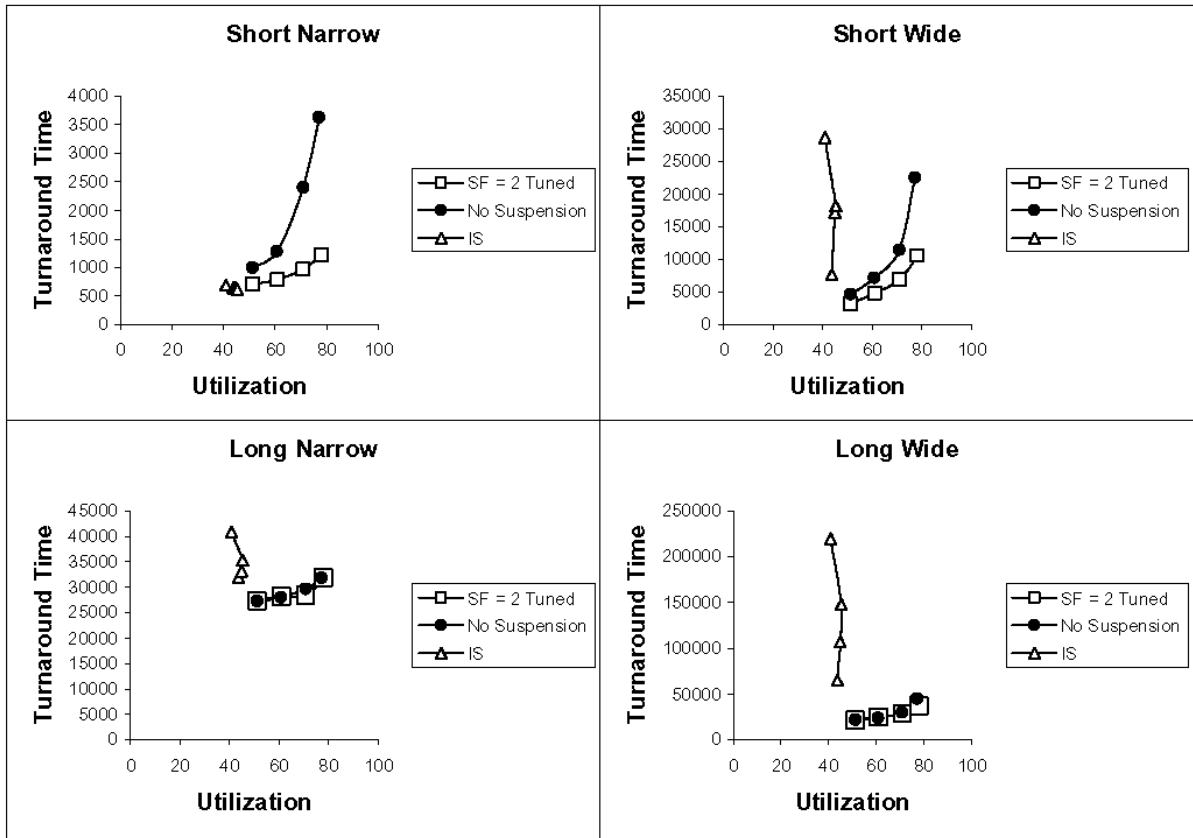 Short Narrow
Turnaround Time
4000
3500
3000
2500
2000
1500
1000
500
0
0 20 40 60 80 100
Utilization
SF = 2 Tuned
No Suspension
IS
Short Wide
Turnaround Time
35000
30000
25000
20000
15000
10000
5000
0
0 20 40 60 80 100
Utilization
SF = 2 Tuned
No Suspension
IS
Long Narrow
Turnaround Time
45000
40000
35000
30000
25000
20000
15000
10000
5000
0
0 20 40 60 80 100
Utilization
SF = 2 Tuned
No Suspension
IS
Long Wide
Turnaround Time
250000
200000
150000
100000
50000
0
0 20 40 60 80 100
Utilization
SF = 2 Tuned
No Suspension
IS